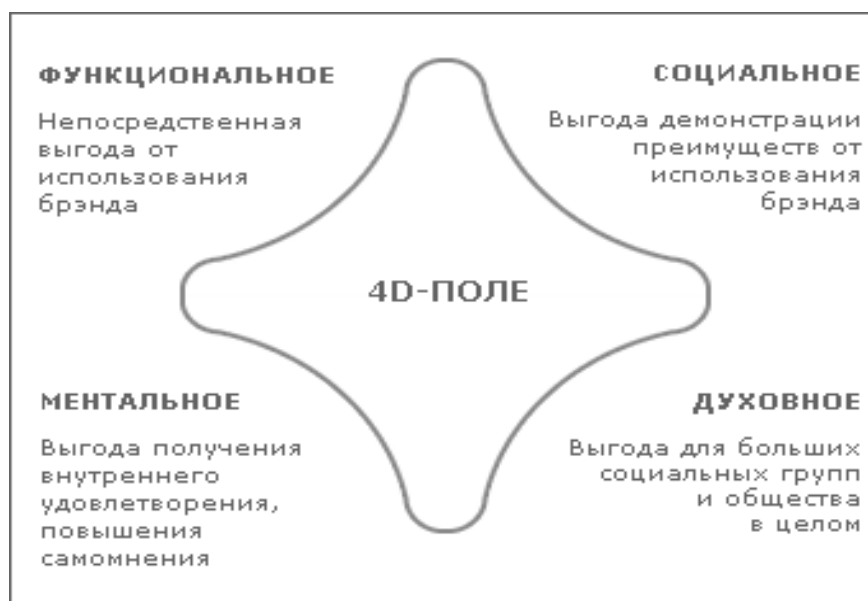 ФУНКЦИОНАЛЬНОЕ
Непосредственная
выгода от
использования
брэнда
СОЦИАЛЬНОЕ
Выгода демонстрации
преимуществ от
использования
брэнда
4D-ПОЛЕ
МЕНТАЛЬНОЕ
Выгода получения
внутреннего
удовлетворения,
повышения
самомнения
ДУХОВНОЕ
Выгода для больших
социальных групп
и общества
в целом